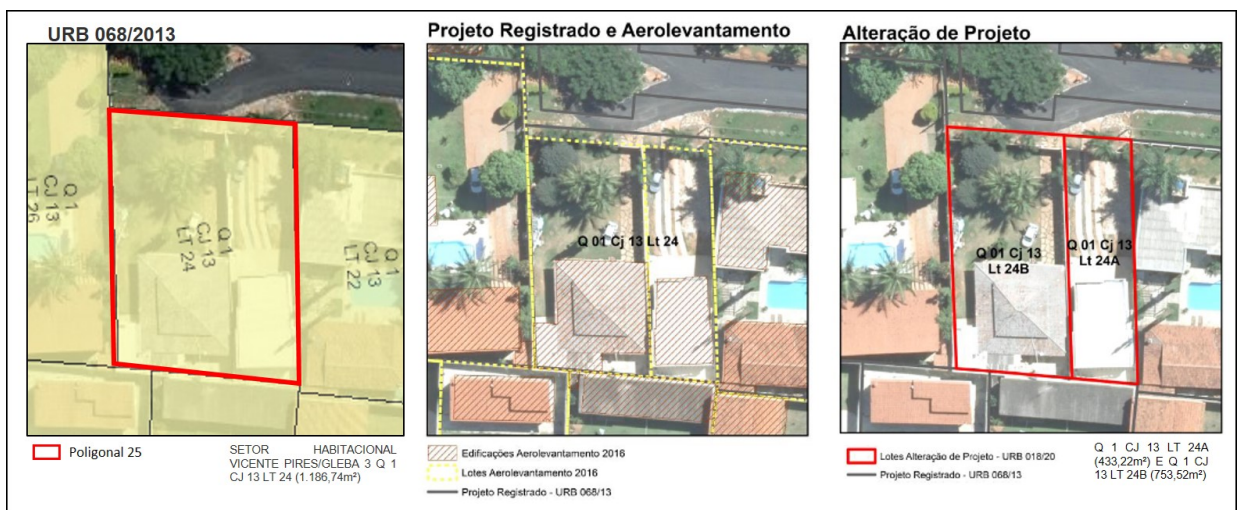 URB 068/2013
Q 1
CJ 13
LT 26
Q 1
CJ 13
LT 24
Q 1
CJ 13
LT 22
Poligonal 25
SETOR HABITACIONAL
VICENTE PIRES/GLEBA 3 Q 1
CJ 13 LT 24 (1.186,74m²)
Projeto Registrado e Aerolevantamento
Q 01 Cj 13 Lt 24
Edificações Aerolevantamento 2016
Lotes Aerolevantamento 2016
Projeto Registrado - URB 068/13
Alteração de Projeto
Q 01 Cj 13
Lt 24B
Q 01 Cj 13
Lt 24A
Lotes Alteração de Projeto - URB 018/20
Projeto Registrado - URB 068/13
Q 1 CJ 13 LT 24A
(433,22m²) E Q 1 CJ
13 LT 24B (753,52m²)